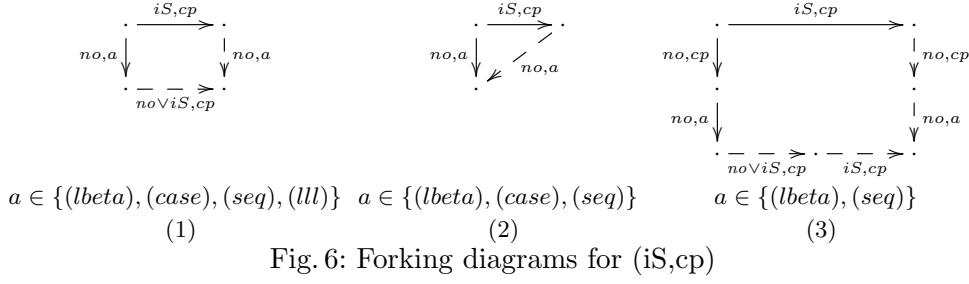 iS,cp iS,cp iS,cp
no,a no,a no,a no,a no,cp no,cp
no∨iS,cp no,a no,a
no∨iS,cp iS,cp
a ∈ {(lbeta), (case), (seq), (lll)} a ∈ {(lbeta), (case), (seq)} a ∈ {(lbeta), (seq)}
(1) (2) (3)
Fig. 6: Forking diagrams for (iS,cp)